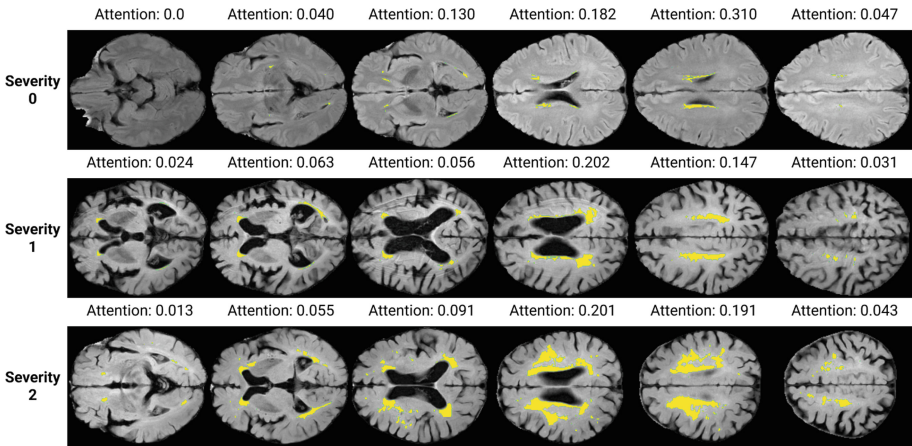 Attention: 0.0 Attention: 0.040 Attention: 0.130 Attention: 0.182 Attention: 0.310 Attention: 0.047
Severity
0
Attention: 0.024 Attention: 0.063 Attention: 0.056 Attention: 0.202 Attention: 0.147 Attention: 0.031
Severity
1
Attention: 0.013 Attention: 0.055 Attention: 0.091 Attention: 0.201 Attention: 0.191 Attention: 0.043
Severity
2